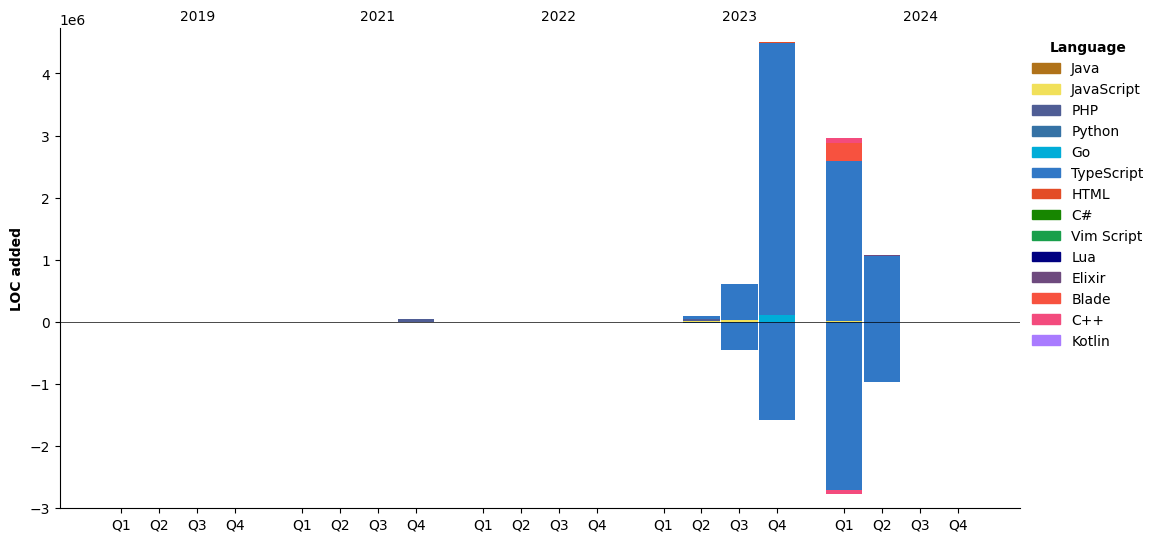 2019 2021 2022 2023 2024
1e6
Language
Java
JavaScript
PHP
Python
Go
TypeScript
HTML
C#
Vim Script
Lua
Elixir
Blade
C++
Kotlin
LOC added
4
3
2
1
0
−1
−2
−3
Q1 Q2 Q3 Q4 Q1 Q2 Q3 Q4 Q1 Q2 Q3 Q4 Q1 Q2 Q3 Q4 Q1 Q2 Q3 Q4